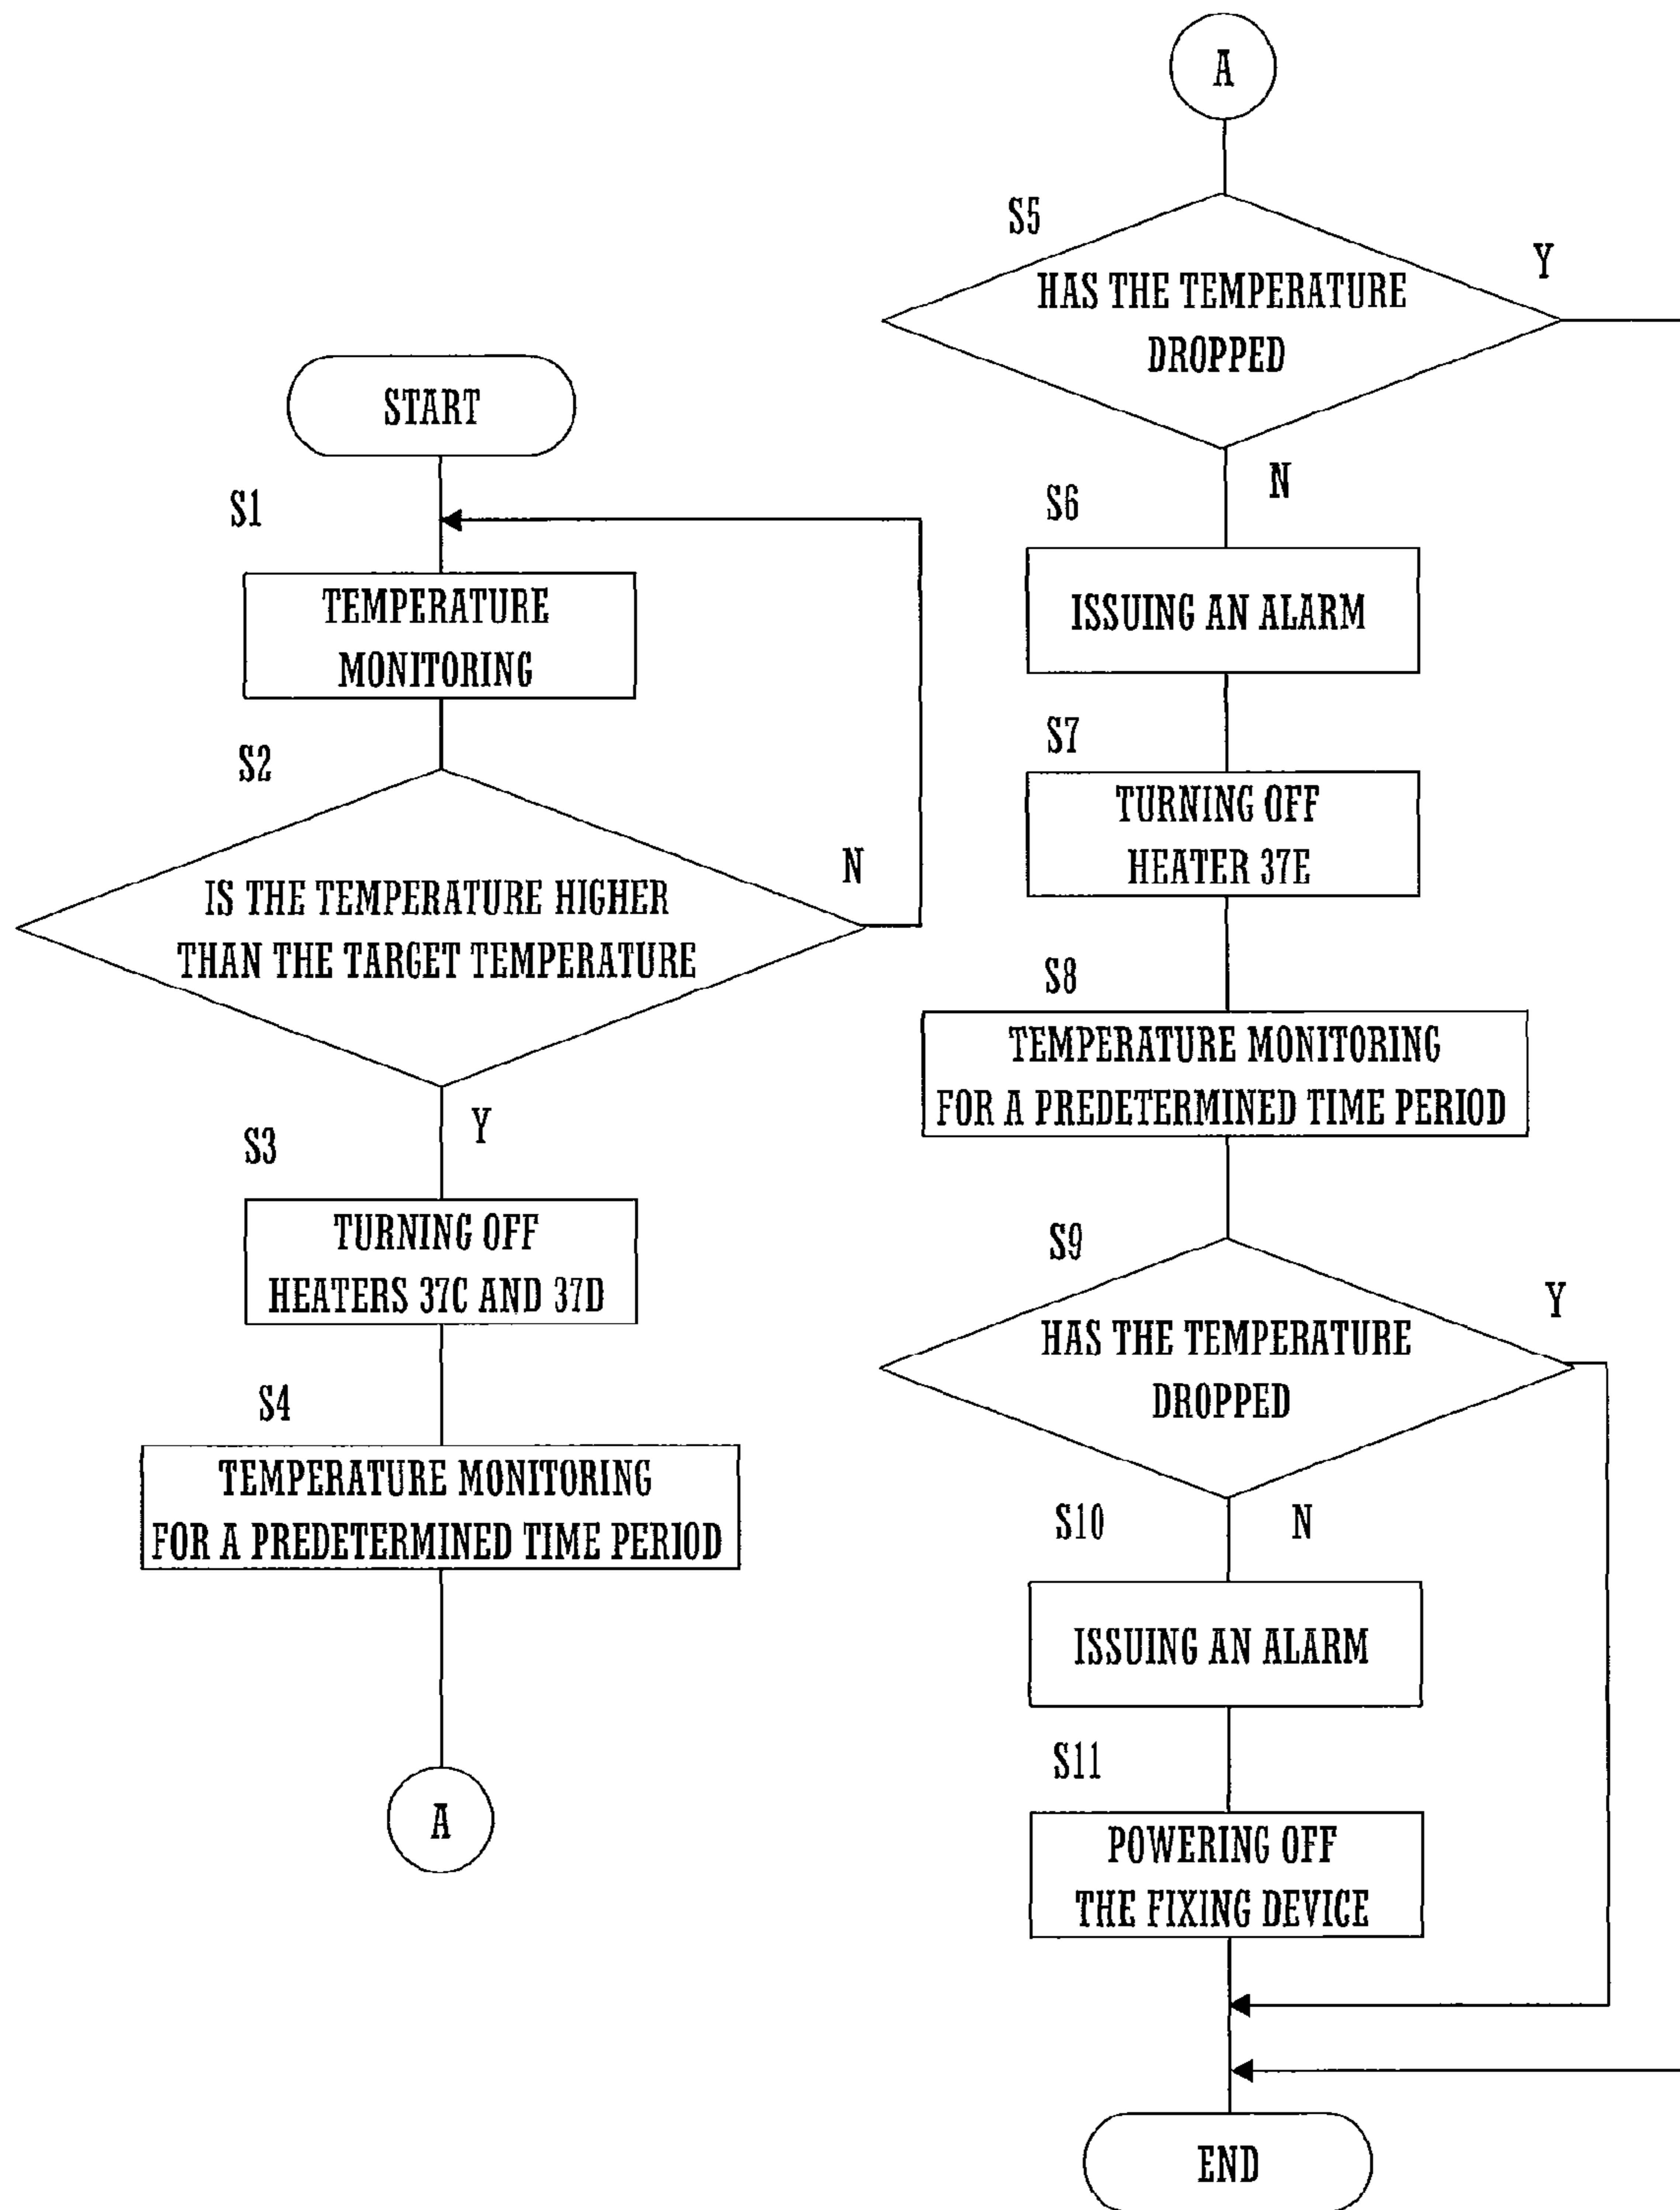 START
S1
TEMPERATURE
MONITORING
S2
IS THE TEMPERATURE HIGHER
THAN THE TARGET TEMPERATURE
N
Y
S3
TURNING OFF
HEATERS 37C AND 37D
S4
TEMPERATURE MONITORING
FOR A PREDETERMINED TIME PERIOD
A
A
S5
HAS THE TEMPERATURE
DROPPED
Y
N
S6
ISSUING AN ALARM
S7
TURNING OFF
HEATER 37E
S8
TEMPERATURE MONITORING
FOR A PREDETERMINED TIME PERIOD
S9
HAS THE TEMPERATURE
DROPPED
Y
N
S10
ISSUING AN ALARM
S11
POWERING OFF
THE FIXING DEVICE
END